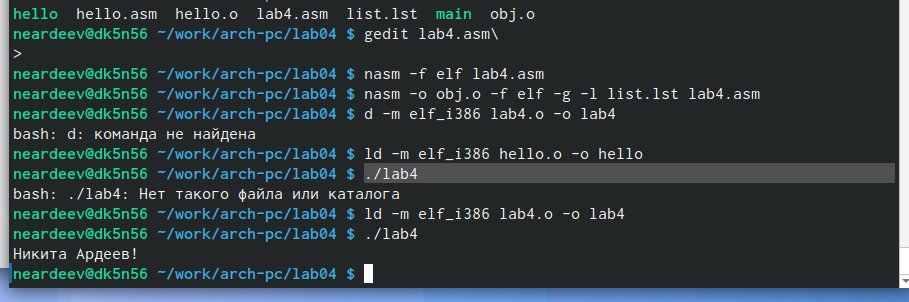 hello  hello.asm  hello.o  lab4.asm  list.lst  main  obj.o
neardeev@dk5n56 ~/work/arch-pc/lab04 $ gedit lab4.asm\
>
neardeev@dk5n56 ~/work/arch-pc/lab04 $ nasm -f elf lab4.asm
neardeev@dk5n56 ~/work/arch-pc/lab04 $ nasm -o obj.o -f elf -g -l list.lst lab4.asm
neardeev@dk5n56 ~/work/arch-pc/lab04 $ d -m elf_i386 lab4.o -o lab4
bash: d: команда не найдена
neardeev@dk5n56 ~/work/arch-pc/lab04 $ ld -m elf_i386 hello.o -o hello
neardeev@dk5n56 ~/work/arch-pc/lab04 $ ./lab4
bash: ./lab4: Нет такого файла или каталога
neardeev@dk5n56 ~/work/arch-pc/lab04 $ ld -m elf_i386 lab4.o -o lab4
neardeev@dk5n56 ~/work/arch-pc/lab04 $ ./lab4
Никита Ардеев!
neardeev@dk5n56 ~/work/arch-pc/lab04 $